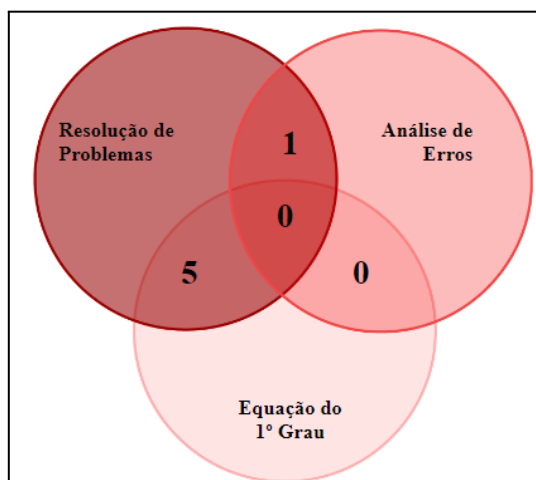 Resolução de
Problemas
Análise de
Erros
1
0
5
0
Equação do
1º Grau